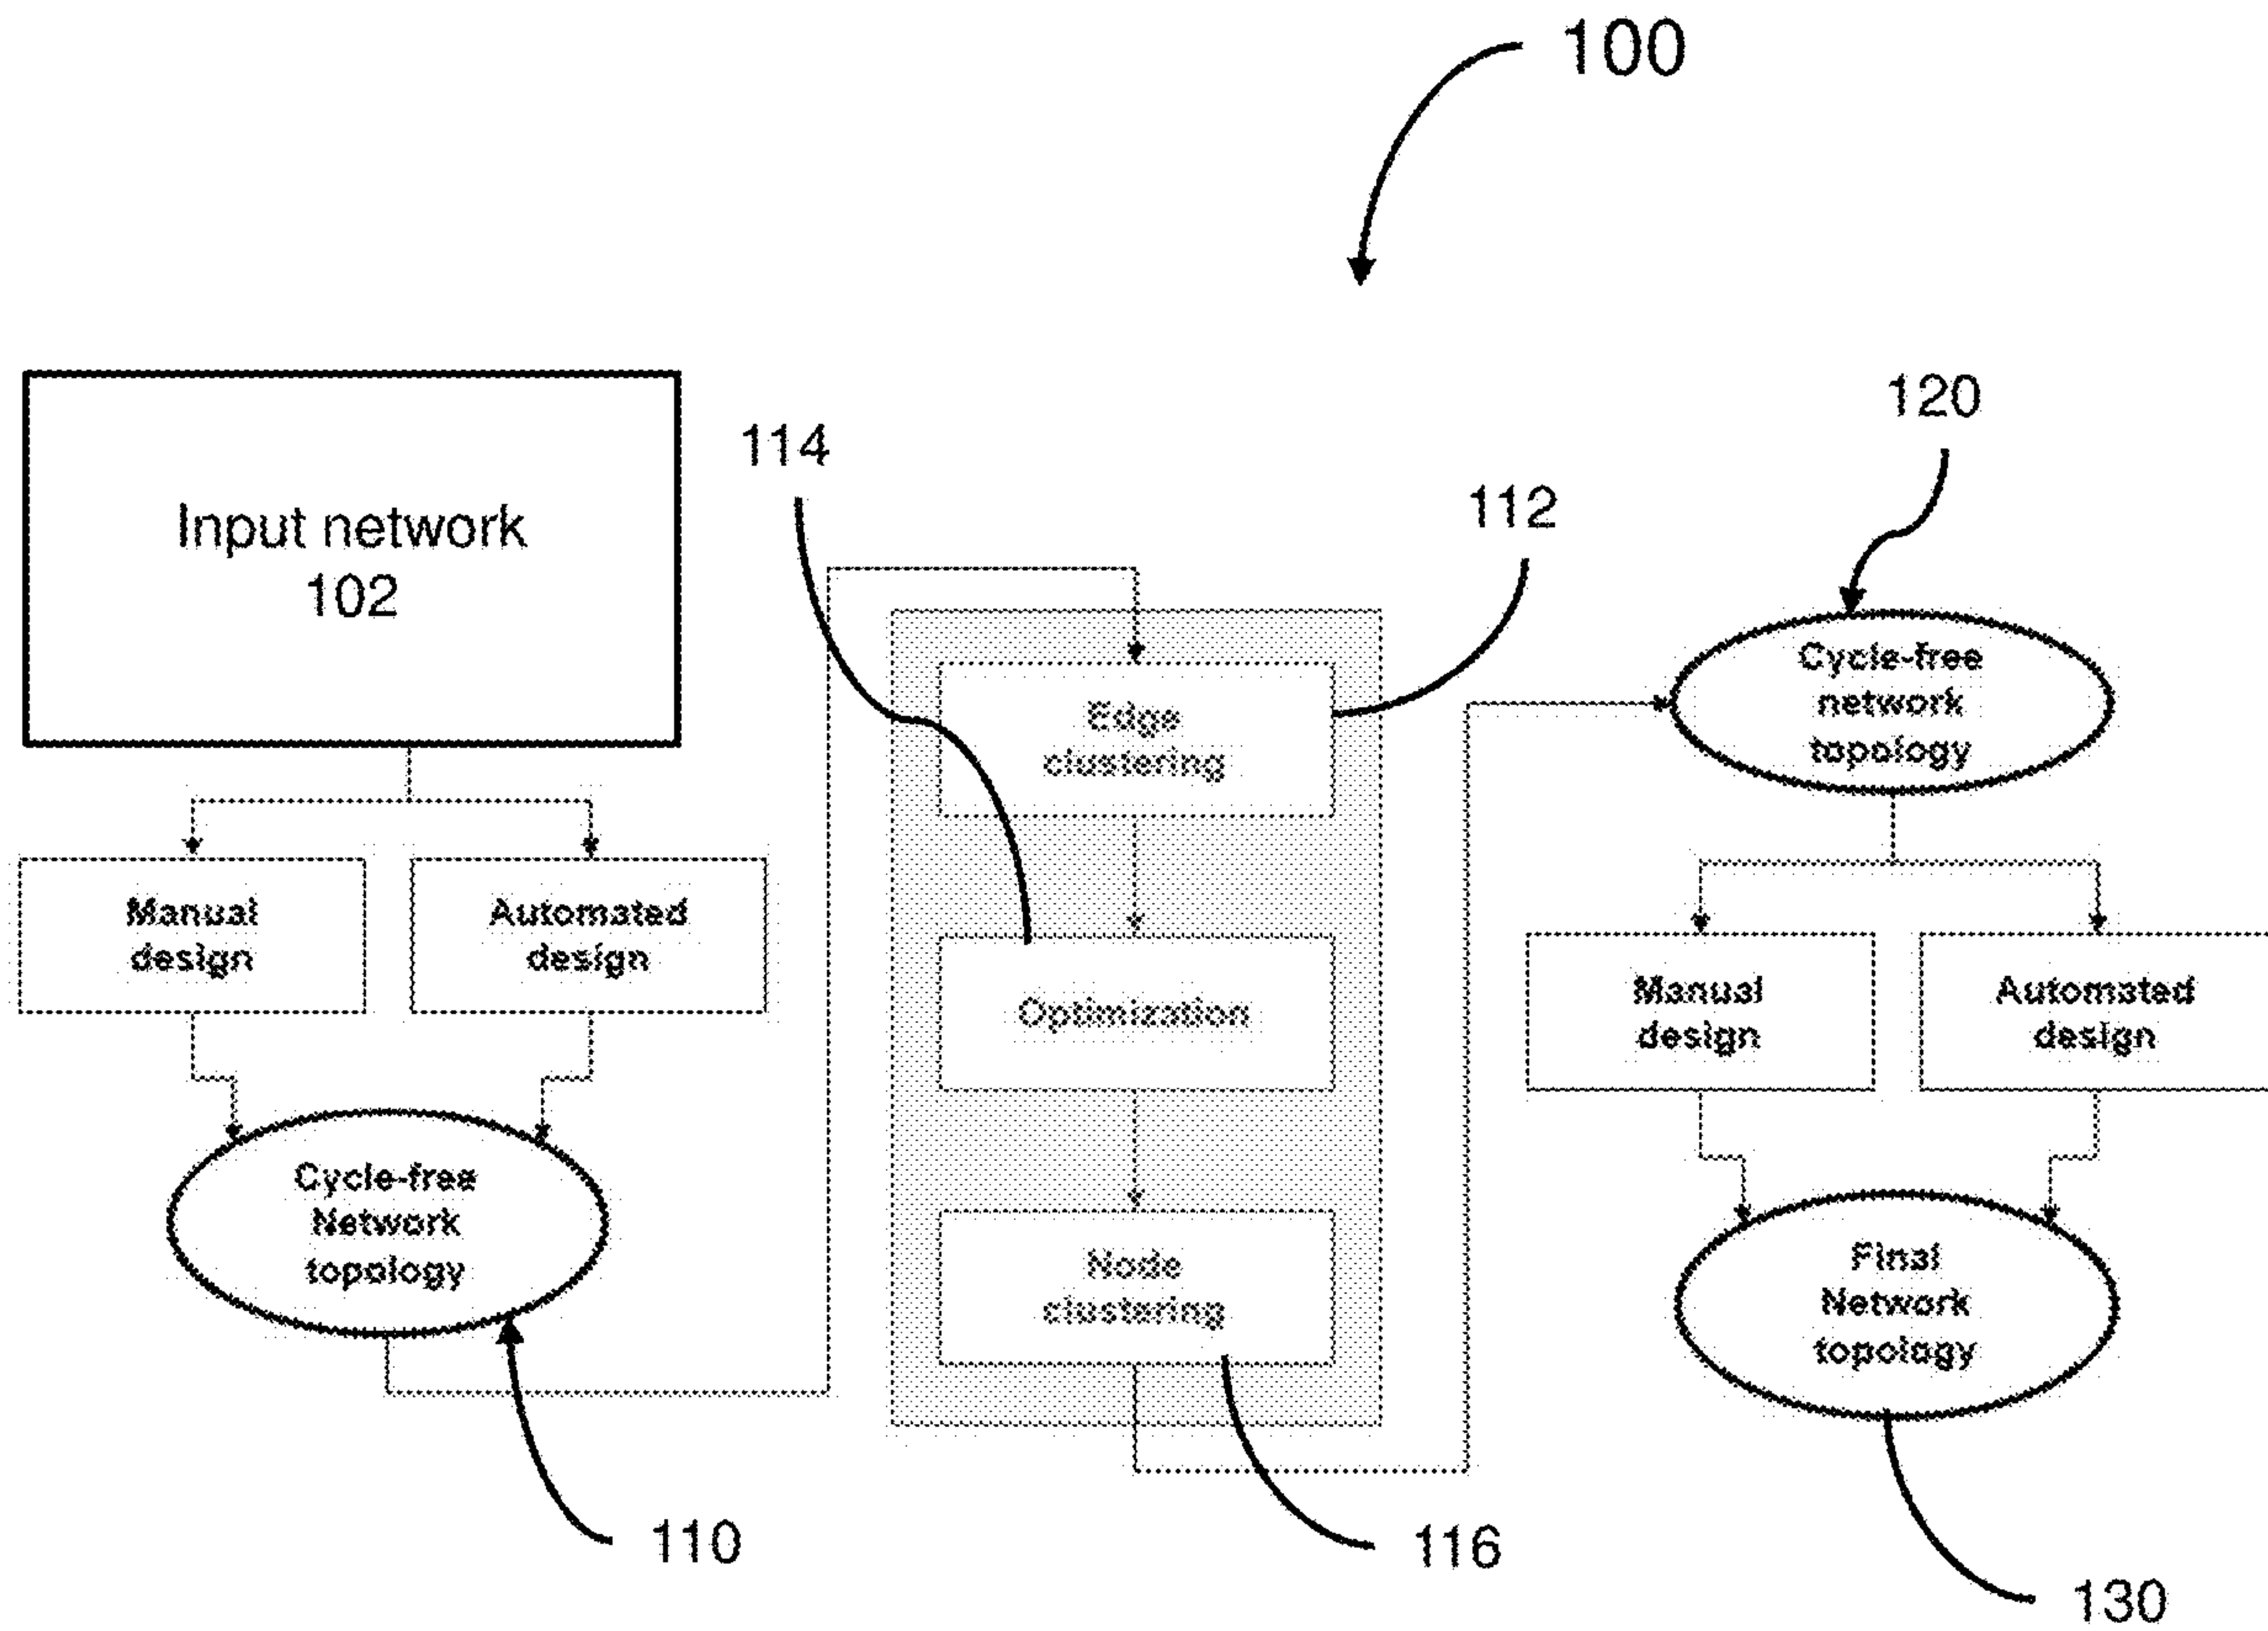 100
Input network
102
Manual
design
Automated
design
Cycle-free
Network
topology
110
114
112
Edge
clustering
Optimization
Node
clustering
116
120
Cycle-free
network
topology
Manual
design
Automated
design
Final
Network
topology
130